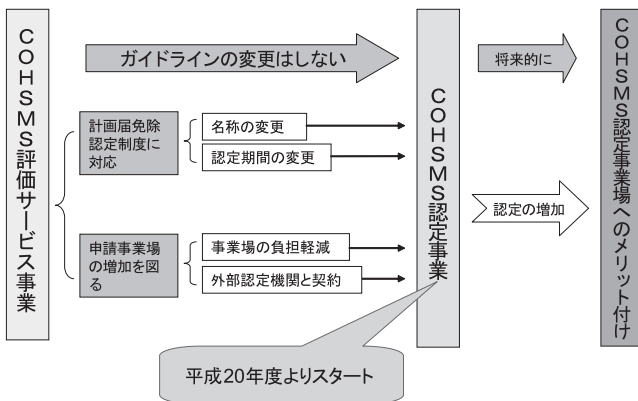 COHSMS評価サービス事業
ガイドラインの変更はしない
計画届免除
認定制度に
対応
名称の変更
認定期間の変更
申請事業場
の増加を図
る
事業場の負担軽減
外部認定機関と契約
平成20年度よりスタート
COHSMS認定事業
将来的に
認定の増加
COHSMS認定事業場へのメリット付け